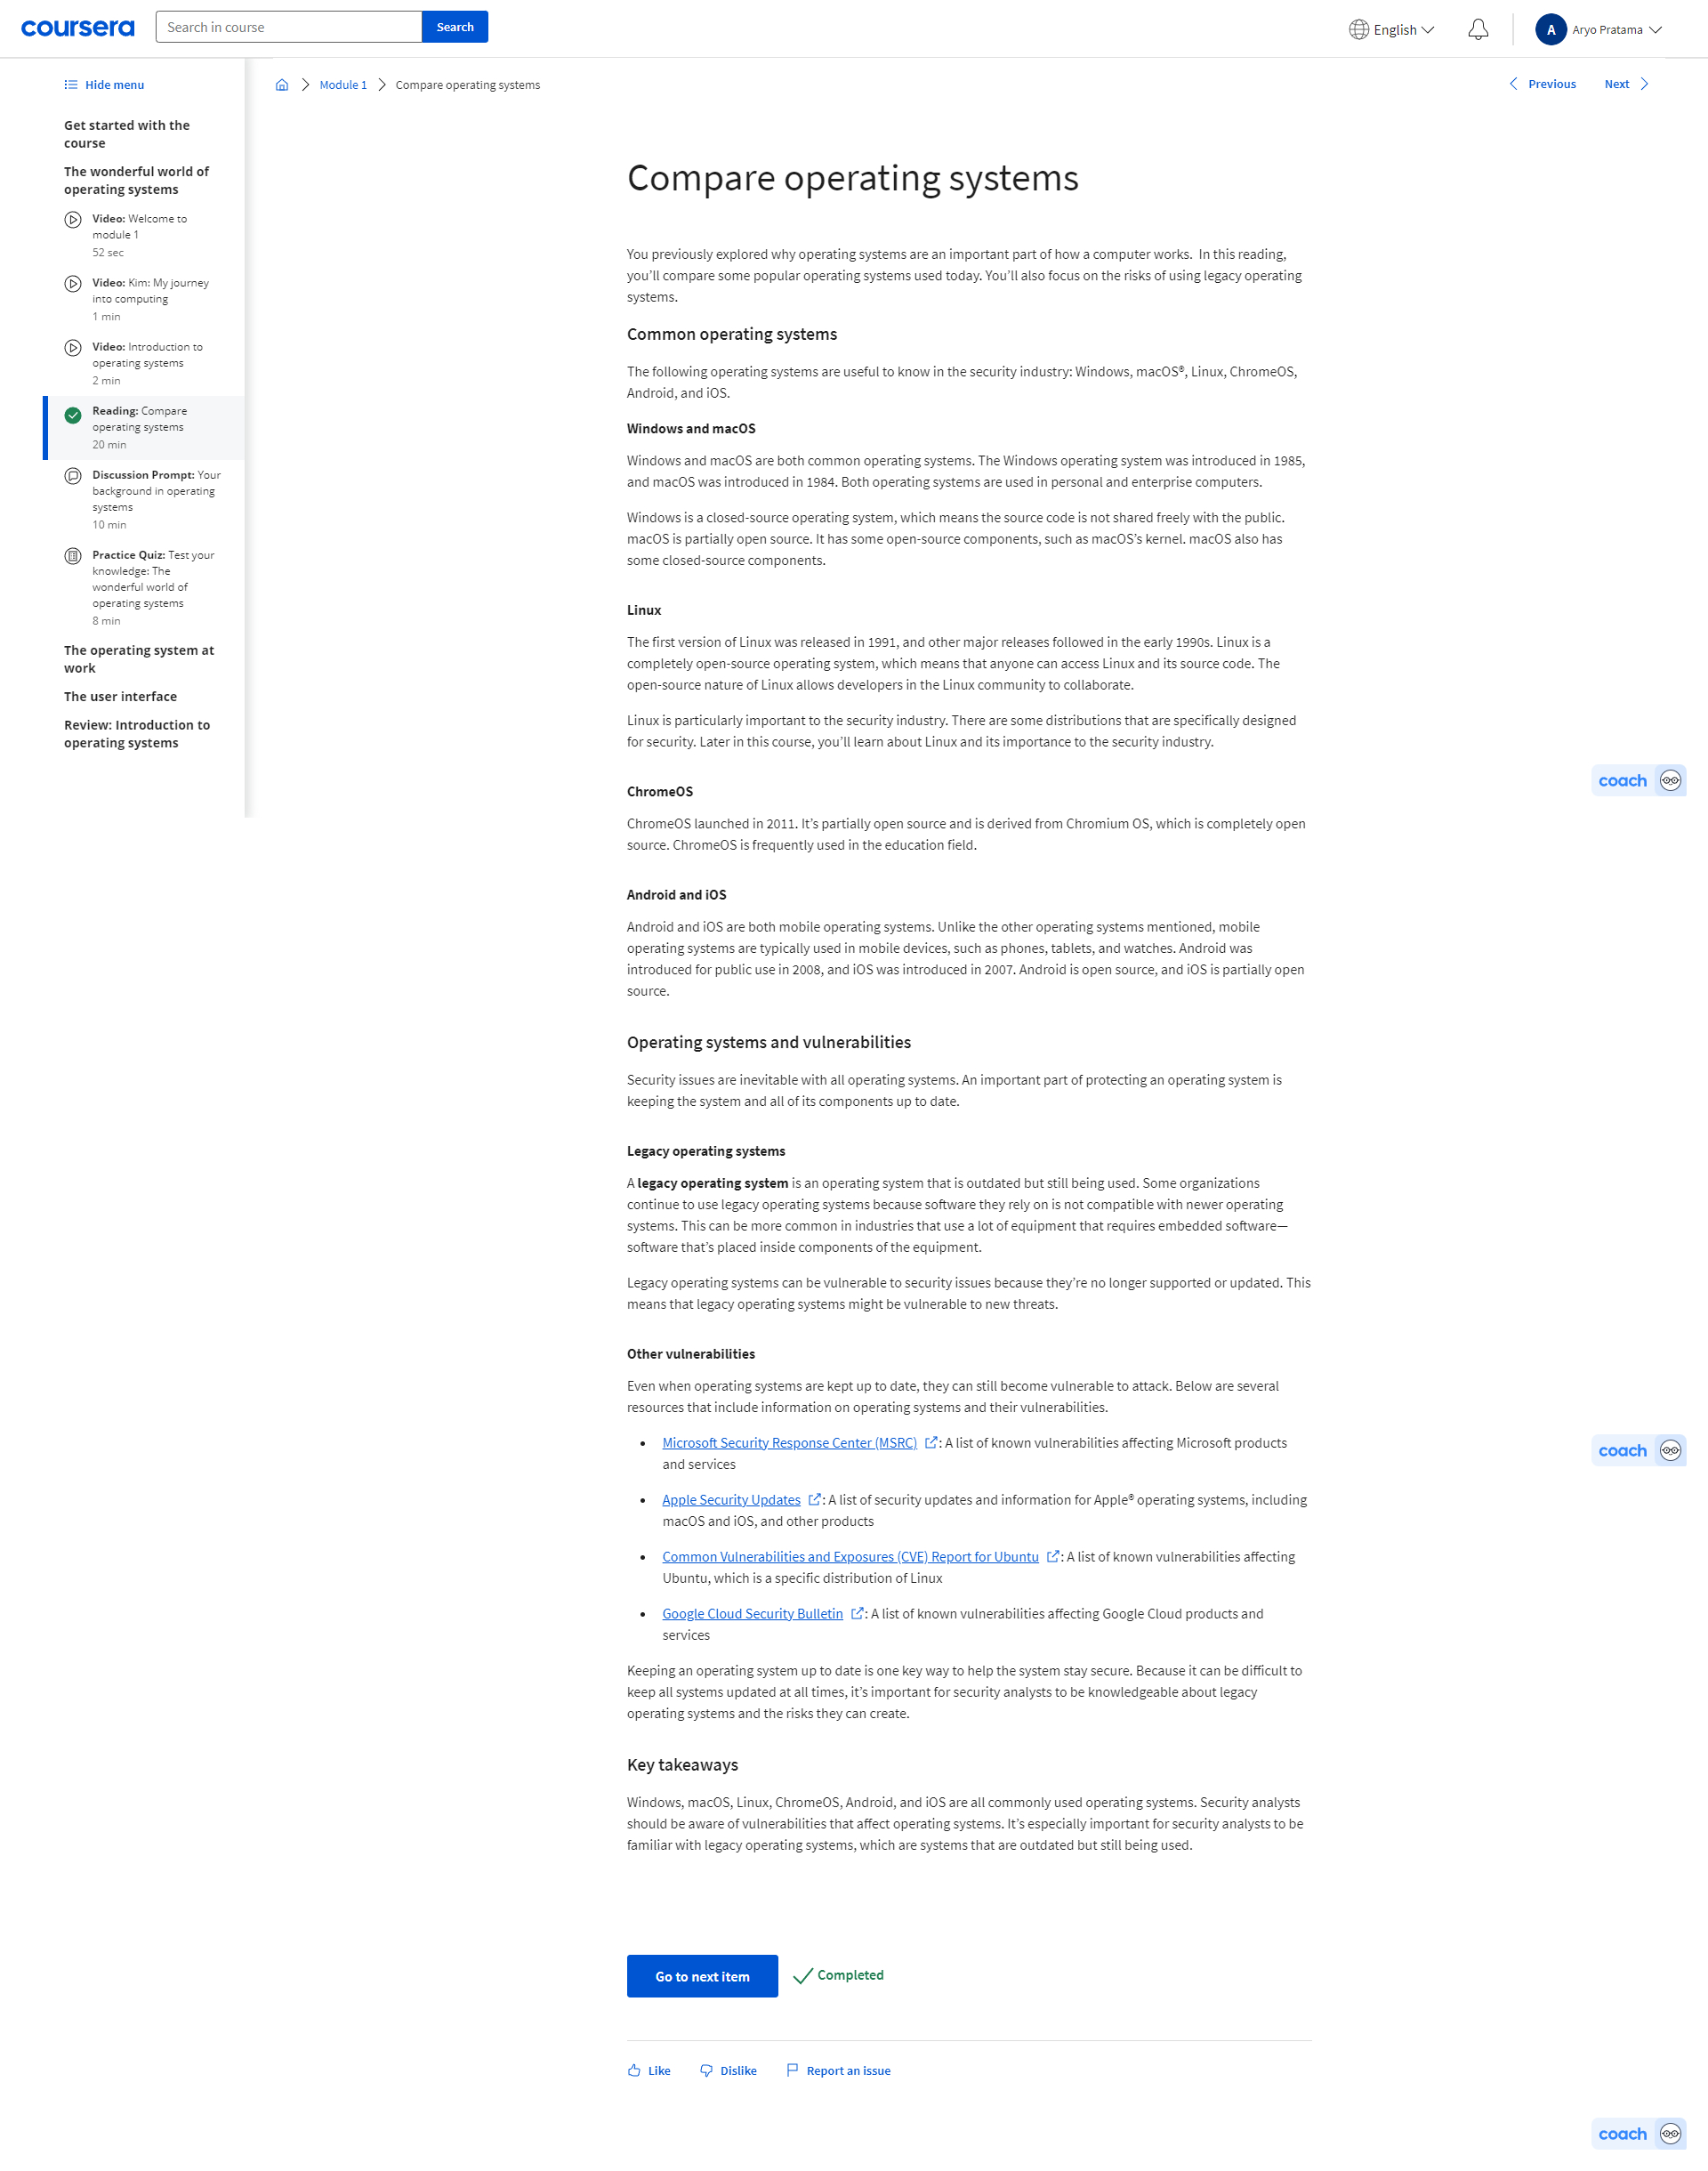 coursera
Search in course
Search
English
A
Aryo Pratama
Hide menu
Get started with the
course
The wonderful world of
operating systems
Video: Welcome to
module 1
52 sec
Video: Kim: My journey
into computing
1 min
Video: Introduction to
operating systems
2 min
Reading: Compare
operating systems
20 min
Discussion Prompt: Your
background in operating
systems
10 min
Practice Quiz: Test your
knowledge: The
wonderful world of
operating systems
8 min
The operating system at
work
The user interface
Review: Introduction to
operating systems
Module 1
Compare operating systems
Previous
Next
Compare operating systems
You previously explored why operating systems are an important part of how a computer works.  In this reading,
you’ll compare some popular operating systems used today. You’ll also focus on the risks of using legacy operating
systems.
Common operating systems
The following operating systems are useful to know in the security industry: Windows, macOS®, Linux, ChromeOS,
Android, and iOS.
Windows and macOS
Windows and macOS are both common operating systems. The Windows operating system was introduced in 1985,
and macOS was introduced in 1984. Both operating systems are used in personal and enterprise computers.
Windows is a closed-source operating system, which means the source code is not shared freely with the public.
macOS is partially open source. It has some open-source components, such as macOS’s kernel. macOS also has
some closed-source components.
Linux
The first version of Linux was released in 1991, and other major releases followed in the early 1990s. Linux is a
completely open-source operating system, which means that anyone can access Linux and its source code. The
open-source nature of Linux allows developers in the Linux community to collaborate.
Linux is particularly important to the security industry. There are some distributions that are specifically designed
for security. Later in this course, you’ll learn about Linux and its importance to the security industry.
ChromeOS
ChromeOS launched in 2011. It’s partially open source and is derived from Chromium OS, which is completely open
source. ChromeOS is frequently used in the education field.
Android and iOS
Android and iOS are both mobile operating systems. Unlike the other operating systems mentioned, mobile
operating systems are typically used in mobile devices, such as phones, tablets, and watches. Android was
introduced for public use in 2008, and iOS was introduced in 2007. Android is open source, and iOS is partially open
source.
Operating systems and vulnerabilities
Security issues are inevitable with all operating systems. An important part of protecting an operating system is
keeping the system and all of its components up to date.
Legacy operating systems
A legacy operating system is an operating system that is outdated but still being used. Some organizations
continue to use legacy operating systems because software they rely on is not compatible with newer operating
systems. This can be more common in industries that use a lot of equipment that requires embedded software—
software that’s placed inside components of the equipment.
Legacy operating systems can be vulnerable to security issues because they’re no longer supported or updated. This
means that legacy operating systems might be vulnerable to new threats.
Other vulnerabilities
Even when operating systems are kept up to date, they can still become vulnerable to attack. Below are several
resources that include information on operating systems and their vulnerabilities.
• Microsoft Security Response Center (MSRC) : A list of known vulnerabilities affecting Microsoft products
and services
• Apple Security Updates : A list of security updates and information for Apple® operating systems, including
macOS and iOS, and other products
• Common Vulnerabilities and Exposures (CVE) Report for Ubuntu : A list of known vulnerabilities affecting
Ubuntu, which is a specific distribution of Linux
• Google Cloud Security Bulletin : A list of known vulnerabilities affecting Google Cloud products and
services
Keeping an operating system up to date is one key way to help the system stay secure. Because it can be difficult to
keep all systems updated at all times, it’s important for security analysts to be knowledgeable about legacy
operating systems and the risks they can create.
Key takeaways
Windows, macOS, Linux, ChromeOS, Android, and iOS are all commonly used operating systems. Security analysts
should be aware of vulnerabilities that affect operating systems. It’s especially important for security analysts to be
familiar with legacy operating systems, which are systems that are outdated but still being used.
Go to next item
Completed
Like
Dislike
Report an issue
coach
coach
coach